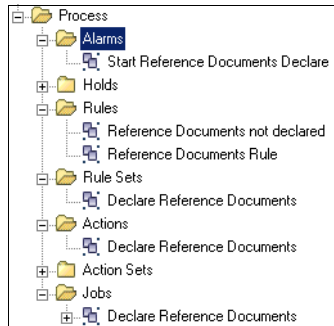 Process
Alarms
Start Reference Documents Declare
Holds
Rules
Reference Documents not declared
Reference Documents Rule
Rule Sets
Declare Reference Documents
Actions
Declare Reference Documents
Action Sets
Jobs
Declare Reference Documents